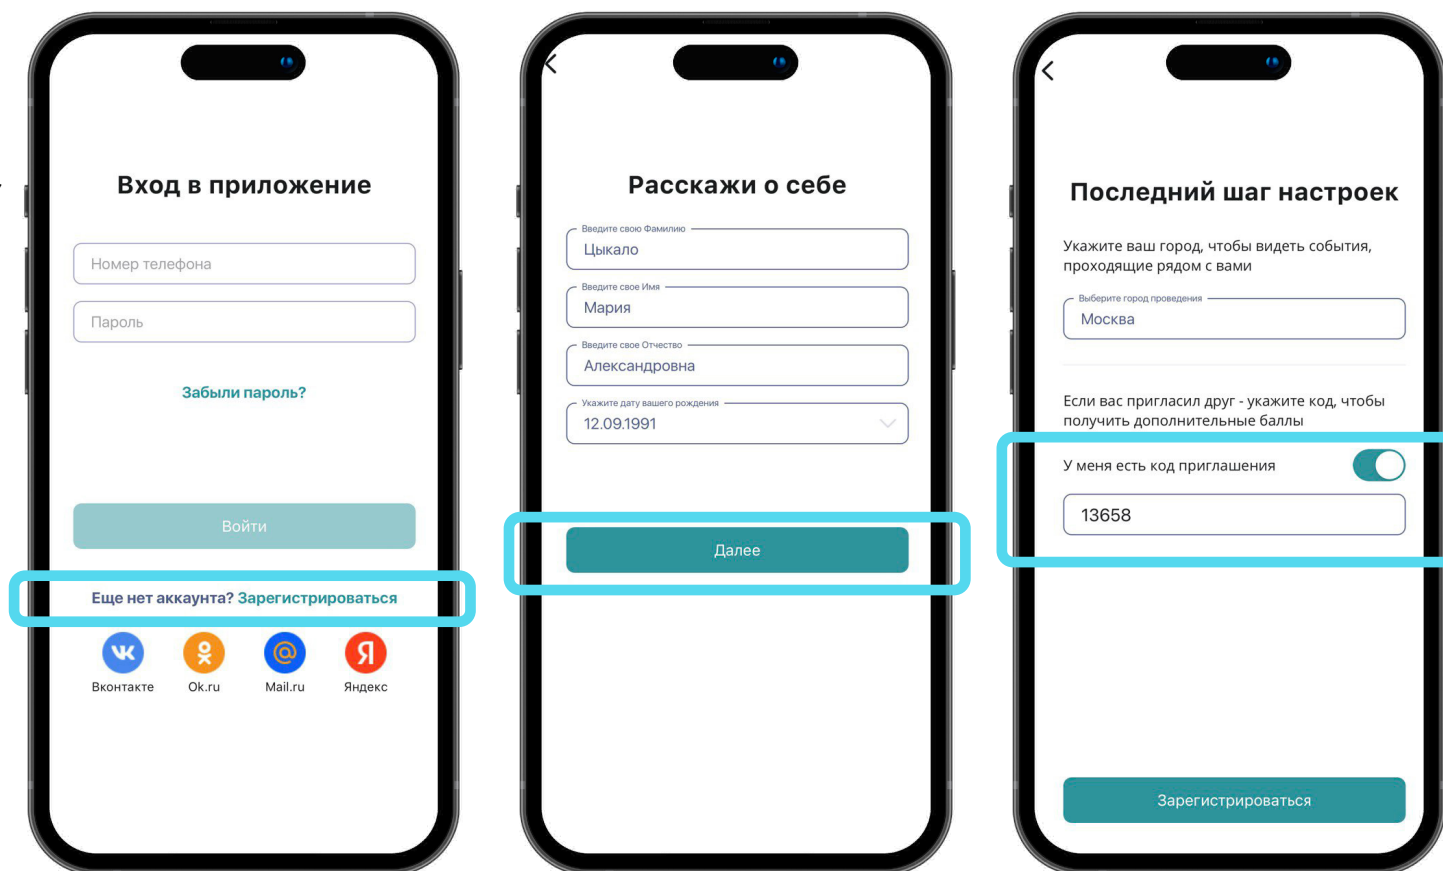 Вход в приложение
Номер телефона
Пароль
Забыли пароль?
Войти
Еще нет аккаунта? Зарегистрироваться
Вконтакте
Ok.ru
Mail.ru
Яндекс
Расскажи о себе
Введите свою Фамилию
Цыкало
Введите свое Имя
Мария
Введите свое Отчество
Александровна
Укажите дату вашего рождения
12.09.1991
Далее
Последний шаг настроек
Укажите ваш город, чтобы видеть события,
проходящие рядом с вами
Выберите город проведения
Москва
Если вас пригласил друг - укажите код, чтобы
получить дополнительные баллы
У меня есть код приглашения
13658
Зарегистрироваться